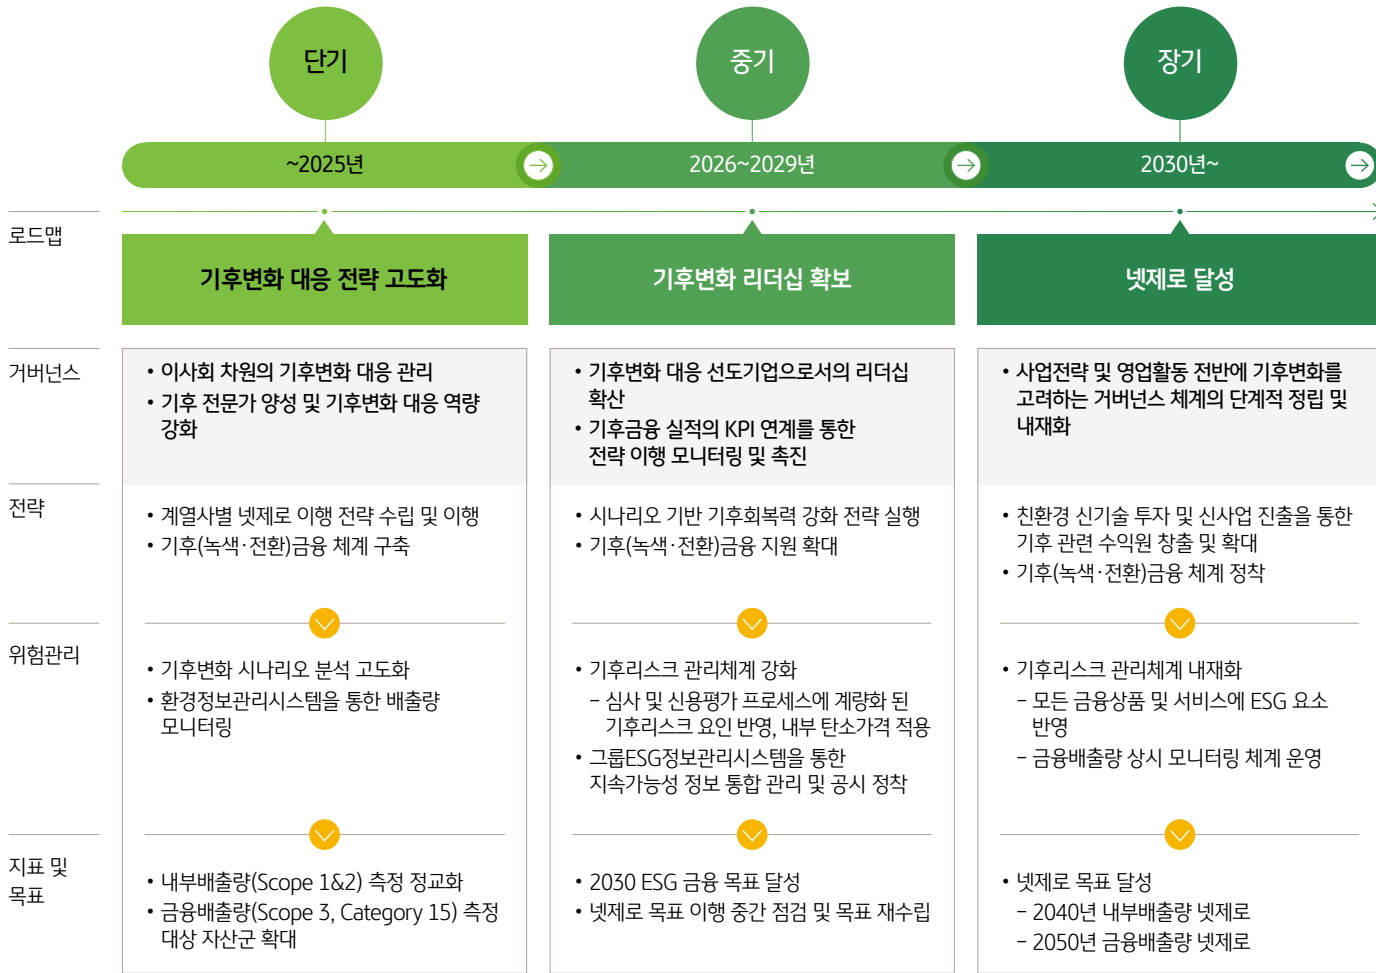 단기
중기
장기
~2025년
2026~2029년
2030년~
로드맵
기후변화 대응 전략 고도화
기후변화 리더십 확보
넷제로 달성
거버넌스
• 이사회 차원의 기후변화 대응 관리
• 기후 전문가 양성 및 기후변화 대응 역량
강화
• 기후변화 대응 선도기업으로서의 리더십
확산
• 기후금융 실적의 KPI 연계를 통한
전략 이행 모니터링 및 촉진
• 사업전략 및 영업활동 전반에 기후변화를
고려하는 거버넌스 체계의 단계적 정립 및
내재화
전략
• 계열사별 넷제로 이행 전략 수립 및 이행
• 기후(녹색·전환)금융 체계 구축
• 시나리오 기반 기후회복력 강화 전략 실행
• 기후(녹색·전환)금융 지원 확대
• 친환경 신기술 투자 및 신사업 진출을 통한
기후 관련 수익원 창출 및 확대
• 기후(녹색·전환)금융 체계 정착
위험관리
• 기후변화 시나리오 분석 고도화
• 환경정보관리시스템을 통한 배출량
모니터링
• 기후리스크 관리체계 강화
– 심사 및 신용평가 프로세스에 계량화 된
기후리스크 요인 반영, 내부 탄소가격 적용
• 그룹ESG정보관리시스템을 통한
지속가능성 정보 통합 관리 및 공시 정착
• 기후리스크 관리체계 내재화
– 모든 금융상품 및 서비스에 ESG 요소
반영
– 금융배출량 상시 모니터링 체계 운영
지표 및
목표
• 내부배출량(Scope 1&2) 측정 정교화
• 금융배출량(Scope 3, Category 15) 측정
대상 자산군 확대
• 2030 ESG 금융 목표 달성
• 넷제로 목표 이행 중간 점검 및 목표 재수립
• 넷제로 목표 달성
– 2040년 내부배출량 넷제로
– 2050년 금융배출량 넷제로